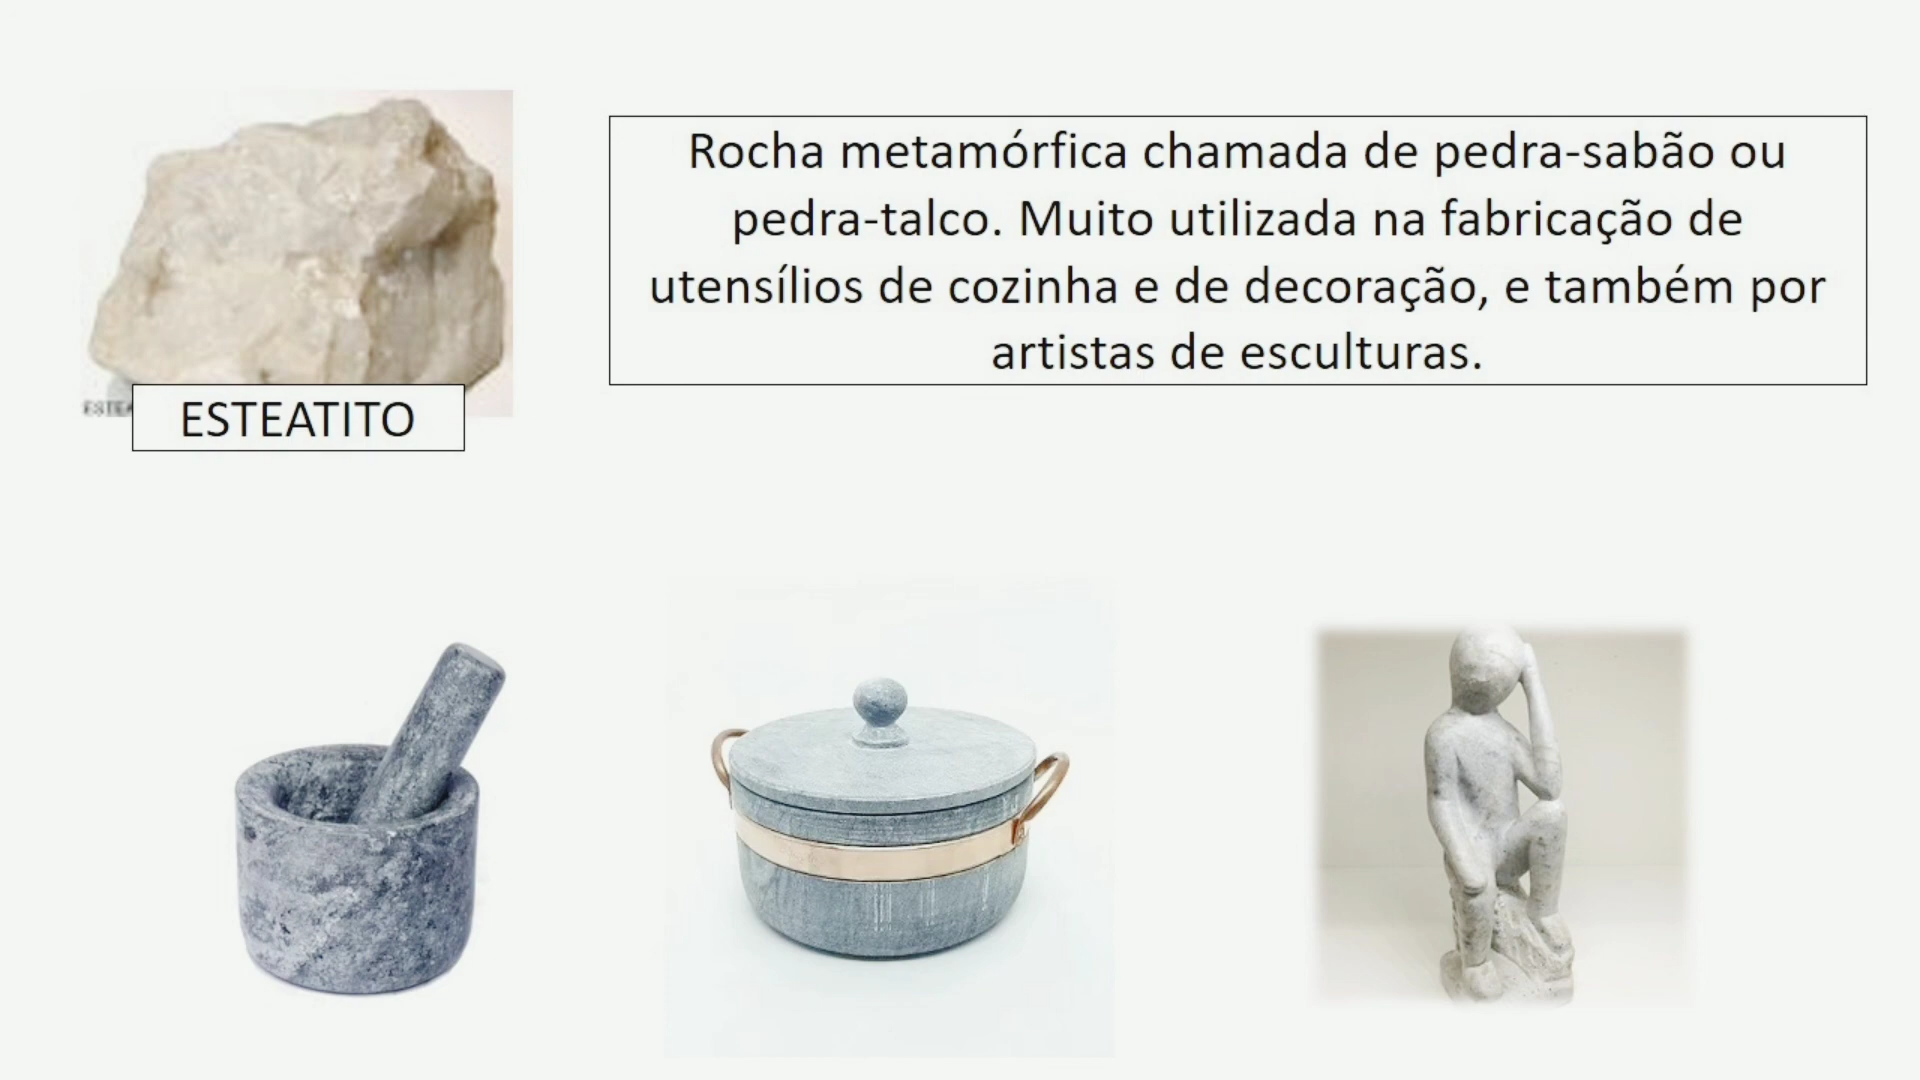 Rocha metamórfica chamada de pedra-sabão ou
pedra-talco. Muito utilizada na fabricação de
utensílios de cozinha e de decoração, e também por
artistas de esculturas.
ESTEATITO